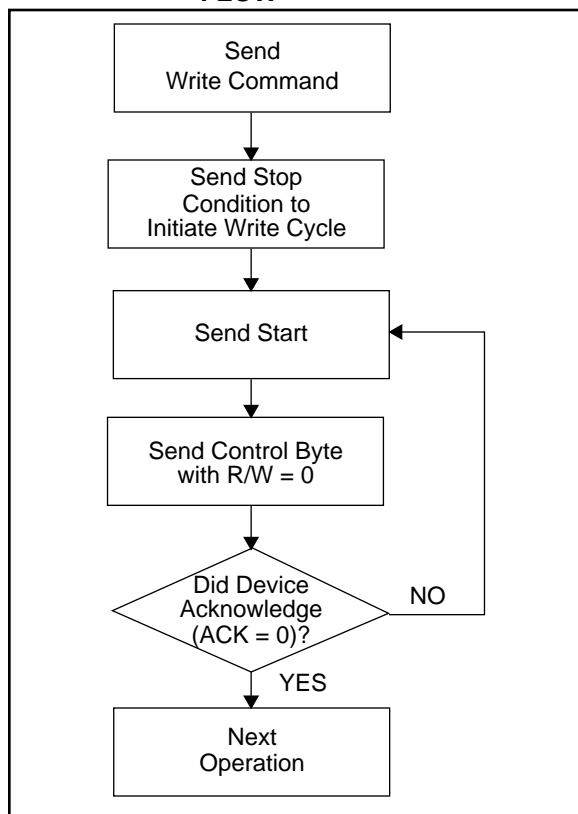 Send
Write Command
Send Stop
Condition to
Initiate Write Cycle
Send Start
Send Control Byte
with R/W = 0
Did Device
Acknowledge
(ACK = 0)?
NO
YES
Next
Operation